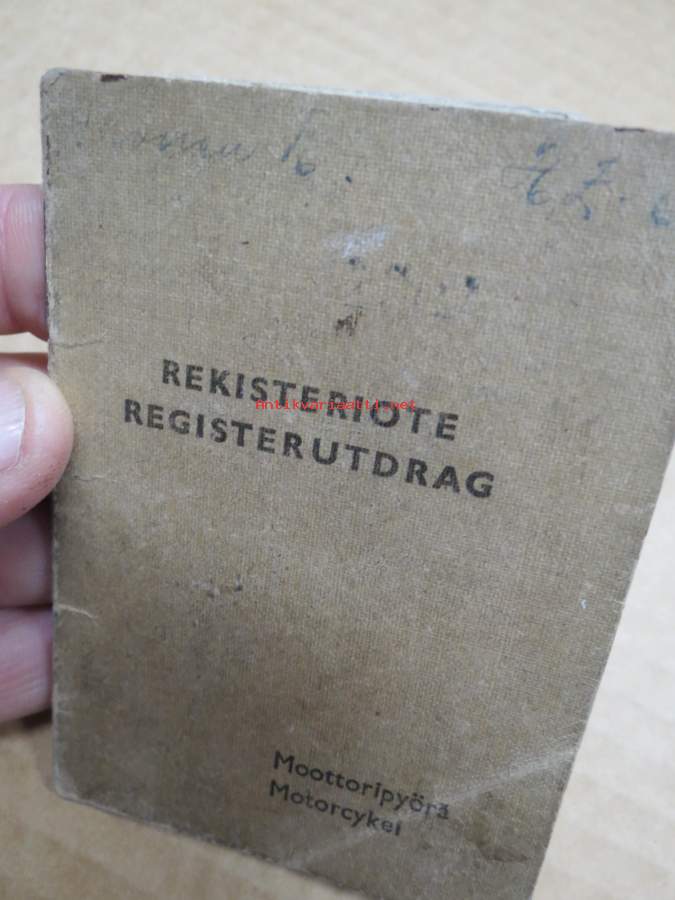 REKISTERIOTE
Antikvariaatti.net
REGISTERUTDRAG
Moottoripyörä
Motorcykel